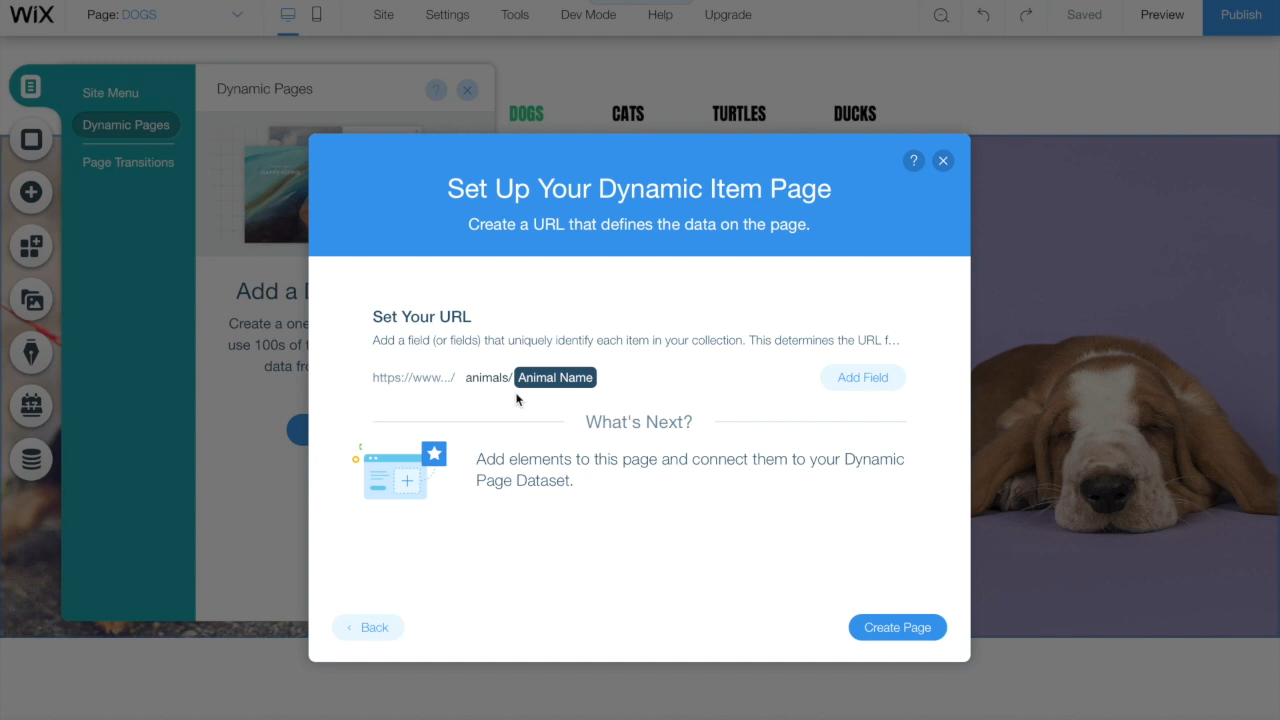 WiX
Page: DOGS
Site
Settings
Tools
Dev Mode
Help
Upgrade
Saved
Preview
Publish
Site Menu
Dynamic Pages
Page Transitions
Dynamic Pages
?
DOGS
CATS
TURTLES
DUCKS
Add a
Create a one
use 100s of
data fr
17
?
Set Up Your Dynamic Item Page
Create a URL that defines the data on the page.
Set Your URL
Add a field (or fields) that uniquely identify each item in your collection. This determines the URL f...
https://www.../ animals/ Animal Name
Add Field
What's Next?
Add elements to this page and connect them to your Dynamic
Page Dataset.
‹ Back
Create Page